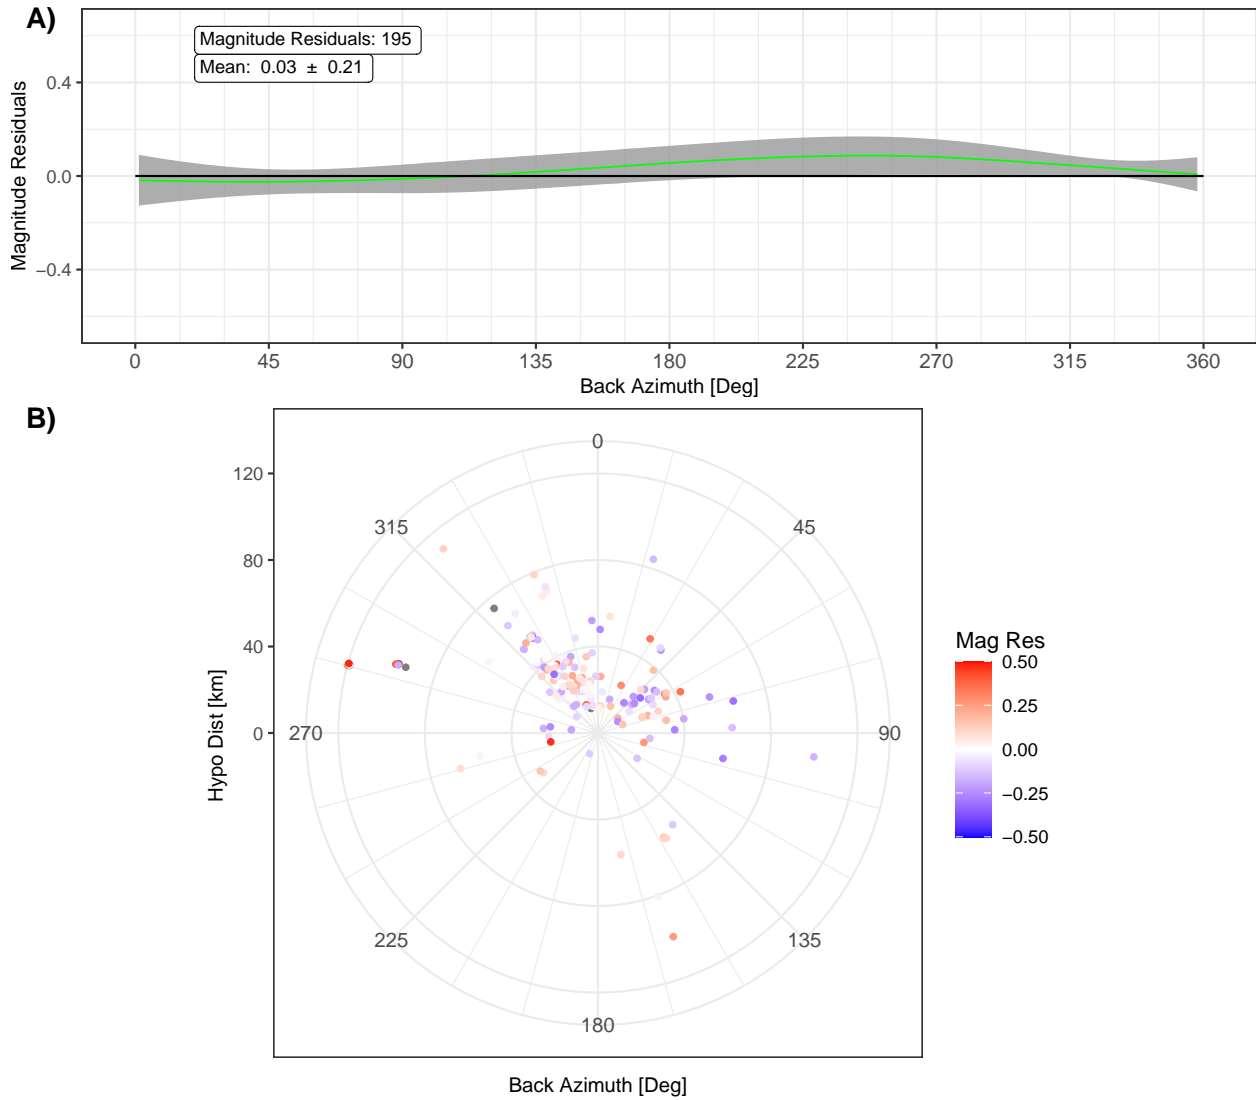 A)
Magnitude Residuals: 195
Mean: 0.03 ± 0.21
Magnitude Residuals
0.4
0.0
−0.4
0 45 90 135 180 225 270 315 360
Back Azimuth [Deg]
B)
Hypo Dist [km]
120
80
40
0
0
45
90
135
180
225
270
315
Back Azimuth [Deg]
Mag Res
0.50
0.25
0.00
−0.25
−0.50